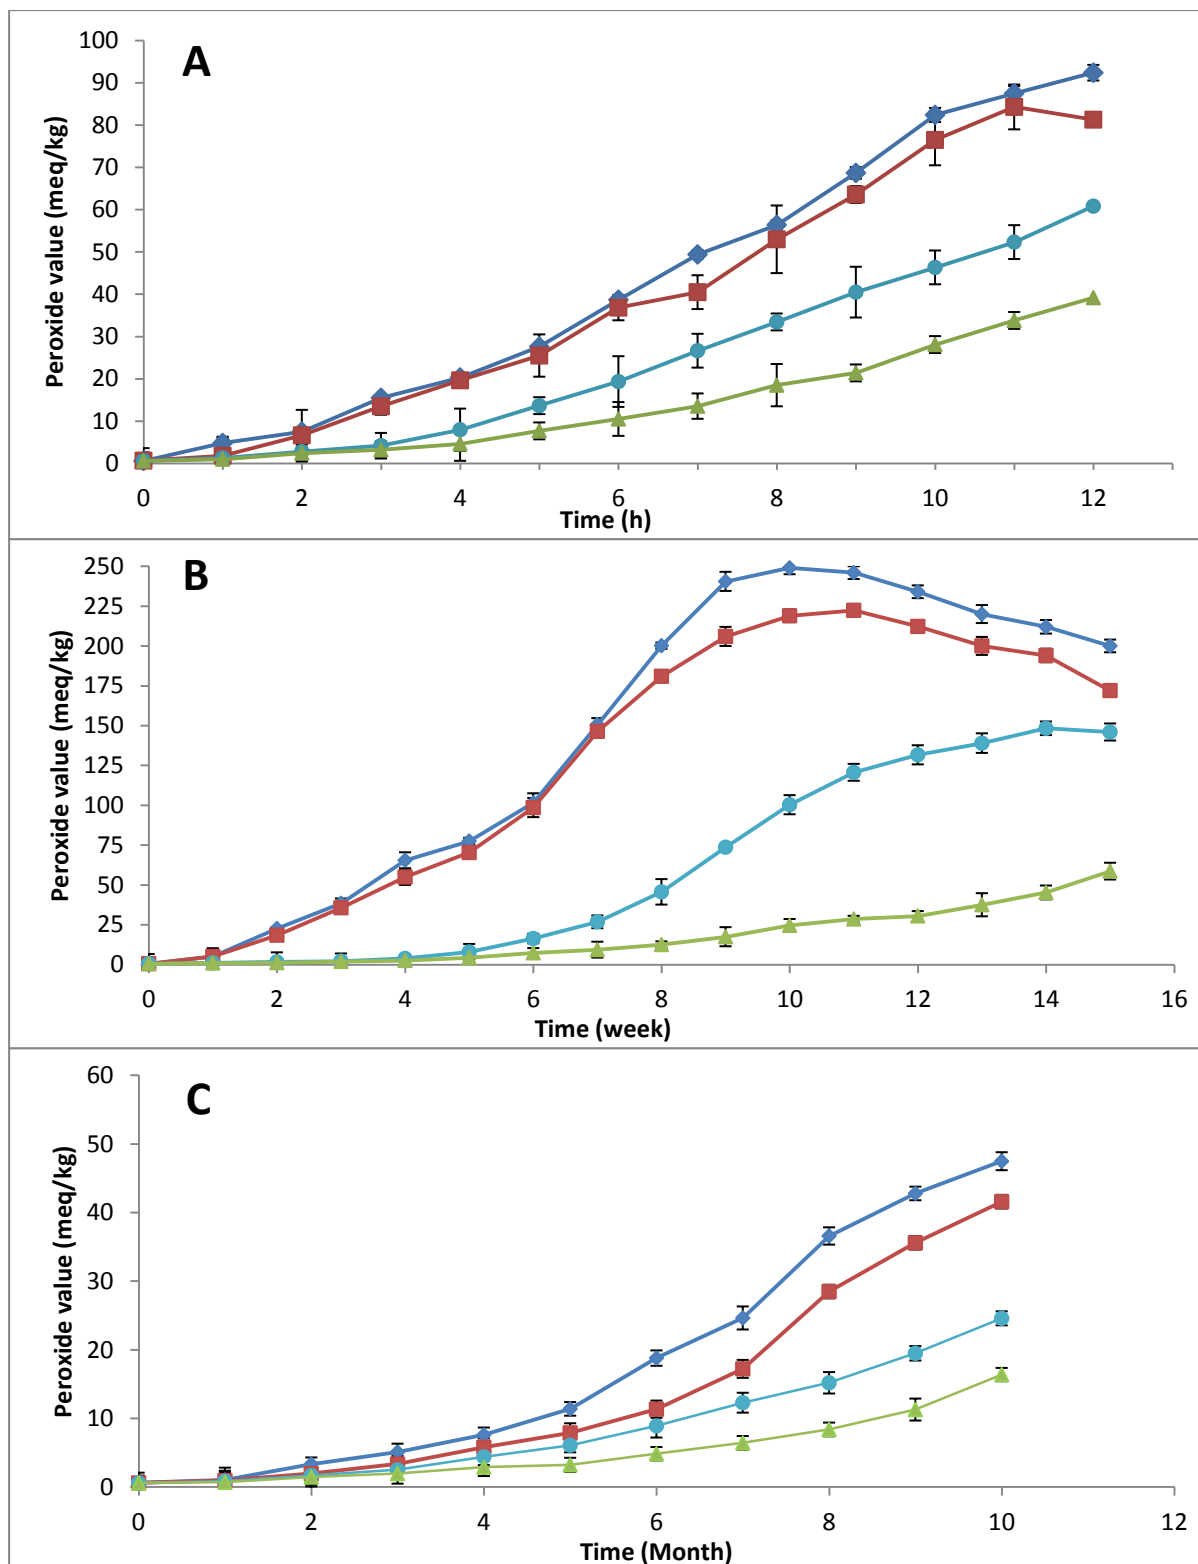 A
Peroxide value (meq/kg)
100
90
80
70
60
50
40
30
20
10
0
0 2 4 6 8 10 12
Time (h)
B
Peroxide value (meq/kg)
250
225
200
175
150
125
100
75
50
25
0
0 2 4 6 8 10 12 14 16
Time (week)
C
Peroxide value (meq/kg)
60
50
40
30
20
10
0
0 2 4 6 8 10 12
Time (Month)